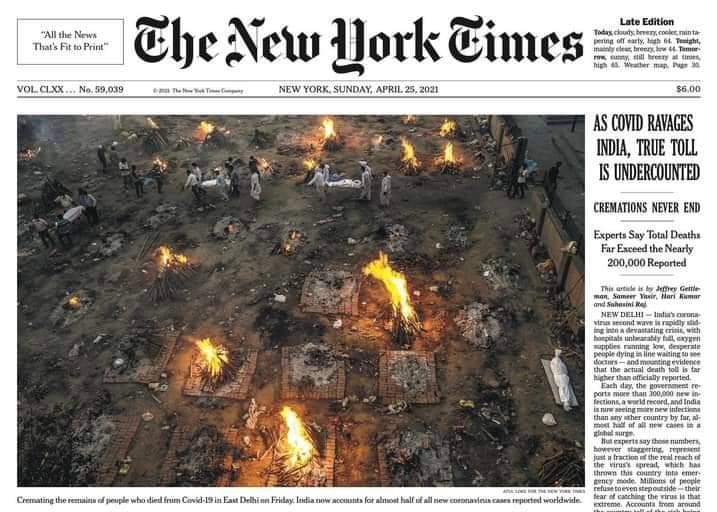 "All the News
That's Fit to Print"
The New York Times
Late Edition
Today, cloudy, breezy, cooler, rain ta-
pering off early, high 64. Tonight,
mainly clear, breezy, low 44. Tomor-
row, sunny, still breezy at times,
high 65. Weather map, Page 30.
VOL. CLXX . . . No. 59,039
© 2021 The New York Times Company
NEW YORK, SUNDAY, APRIL 25, 2021
$6.00
ATUL LOKE FOR THE NEW YORK TIMES
Cremating the remains of people who died from Covid-19 in East Delhi on Friday. India now accounts for almost half of all new coronavirus cases reported worldwide.
AS COVID RAVAGES
INDIA, TRUE TOLL
IS UNDERCOUNTED
CREMATIONS NEVER END
Experts Say Total Deaths
Far Exceed the Nearly
200,000 Reported
This article is by Jeffrey Gettle-
man, Sameer Yasir, Hari Kumar
and Suhasini Raj.
NEW DELHI — India's corona-
virus second wave is rapidly slid-
ing into a devastating crisis, with
hospitals unbearably full, oxygen
supplies running low, desperate
people dying in line waiting to see
doctors — and mounting evidence
that the actual death toll is far
higher than officially reported.
Each day, the government re-
ports more than 300,000 new in-
fections, a world record, and India
is now seeing more new infections
than any other country by far, al-
most half of all new cases in a
global surge.
But experts say those numbers,
however staggering, represent
just a fraction of the real reach of
the virus's spread, which has
thrown this country into emer-
gency mode. Millions of people
refuse to even step outside — their
fear of catching the virus is that
extreme. Accounts from around